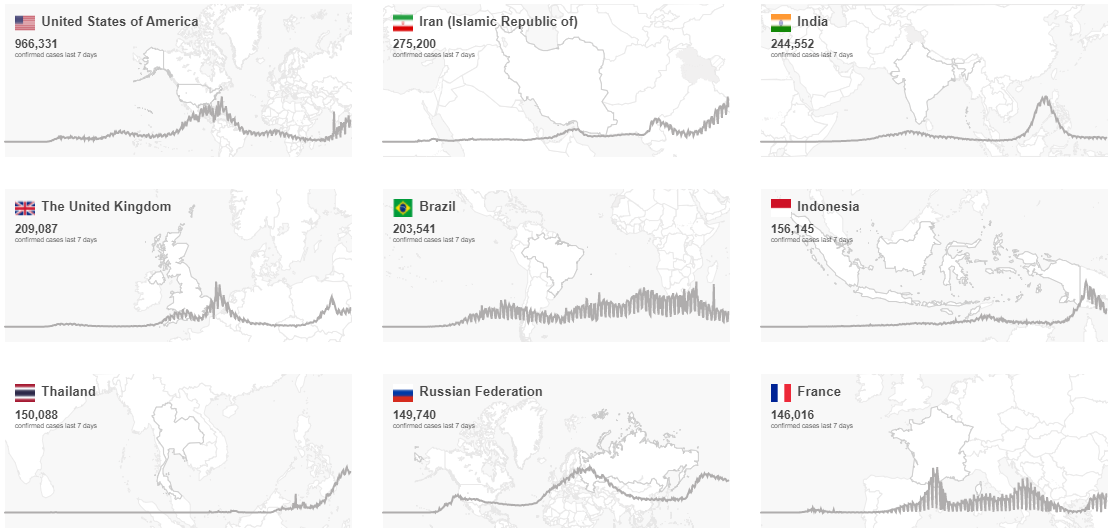 United States of America
966,331
confirmed cases last 7 days
Iran (Islamic Republic of)
275,200
confirmed cases last 7 days
India
244,552
confirmed cases last 7 days
The United Kingdom
209,087
confirmed cases last 7 days
Brazil
203,541
confirmed cases last 7 days
Indonesia
156,145
confirmed cases last 7 days
Thailand
150,088
confirmed cases last 7 days
Russian Federation
149,740
confirmed cases last 7 days
France
146,016
confirmed cases last 7 days